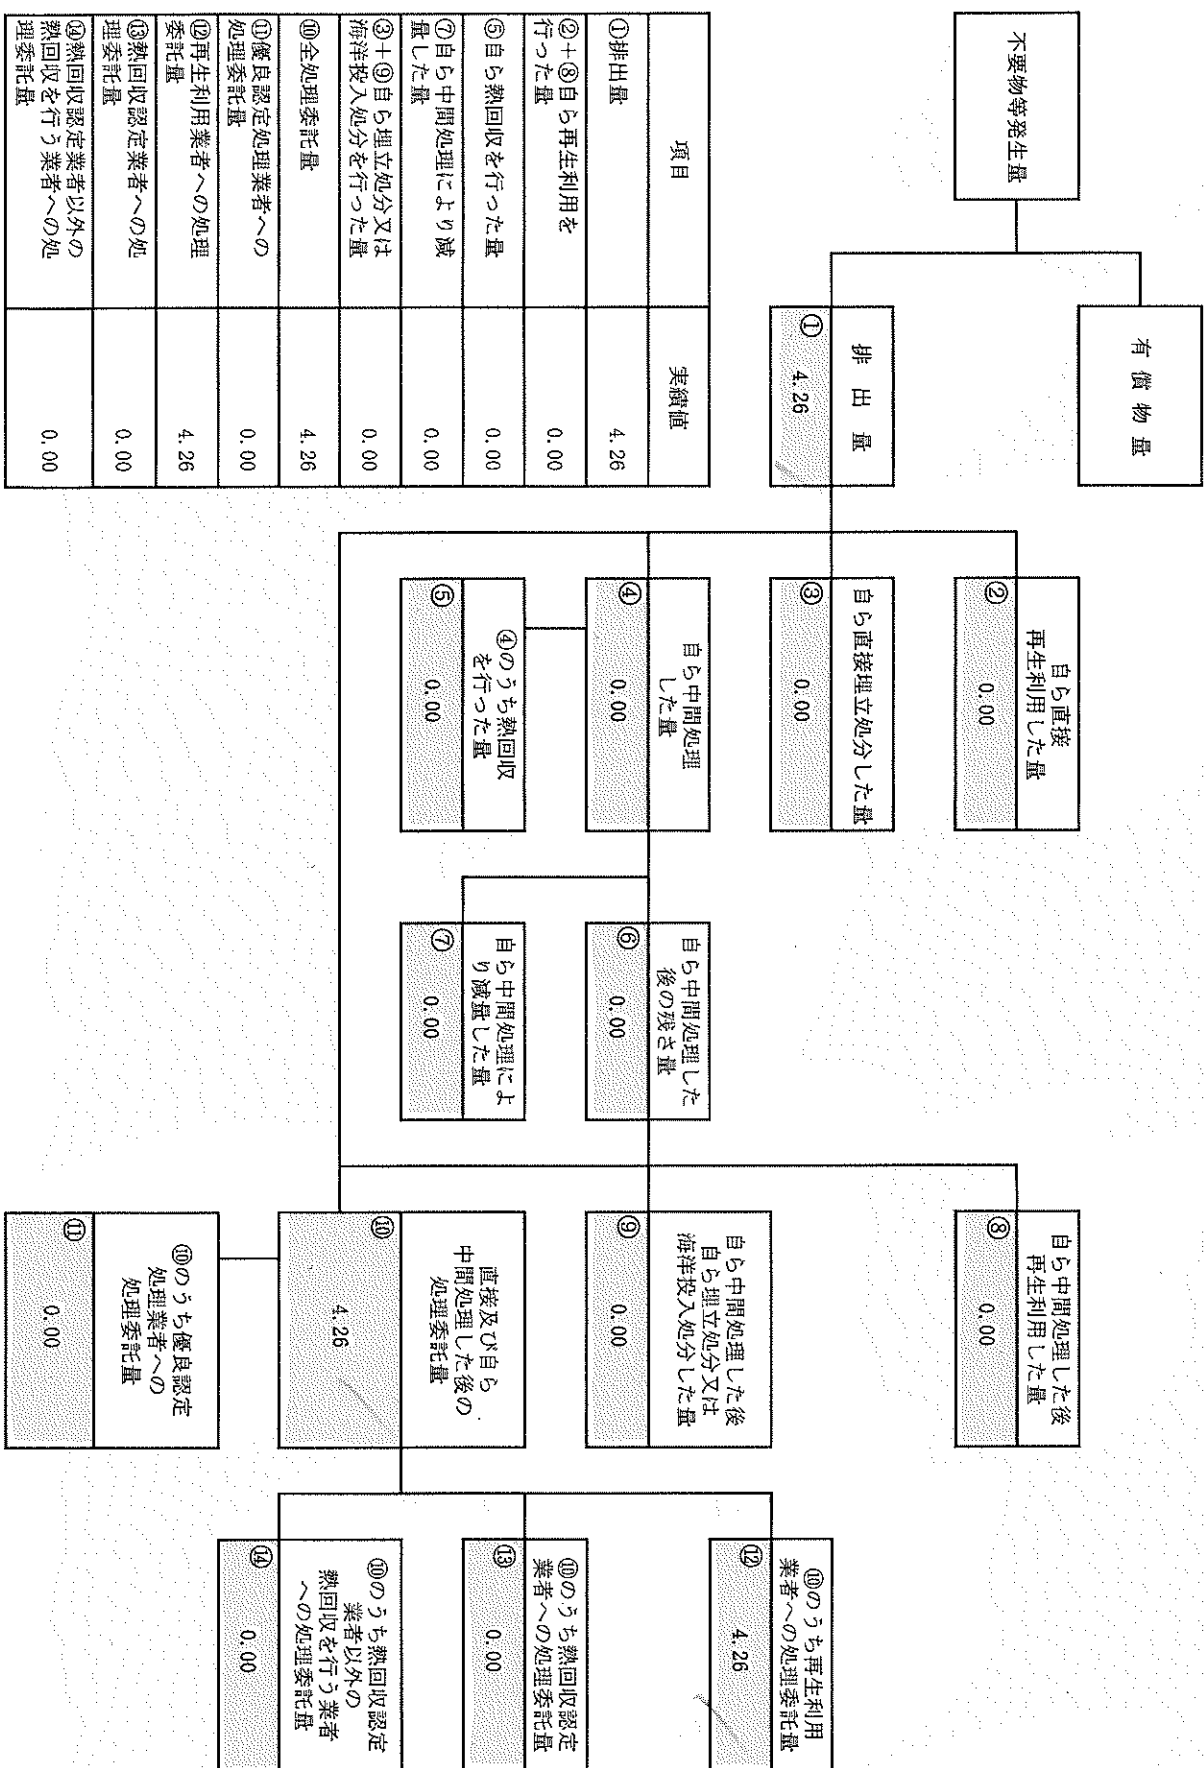 不要物等発生量
有償物量
排出量
① 4.26
自ら直接
再生利用した量
② 0.00
自ら直接埋立処分した量
③ 0.00
自ら中間処理
した量
④ 0.00
④のうち熱回収
を行った量
⑤ 0.00
自ら中間処理した
後の残さ量
⑥ 0.00
自ら中間処理によ
り減量した量
⑦ 0.00
自ら中間処理した後
再生利用した量
⑧ 0.00
自ら中間処理した後
自ら埋立処分又は
海洋投入処分した量
⑨ 0.00
直接及び自ら
中間処理した後の
処理委託量
⑩ 4.26
⑩のうち優良認定
処理業者への
処理委託量
⑪ 0.00
⑩のうち再生利用
業者への処理委託量
⑫ 4.26
⑩のうち熱回収認定
業者への処理委託量
⑬ 0.00
⑩のうち熱回収認定
業者以外の
熱回収を行う業者
への処理委託量
⑭ 0.00
項目 実績値
①排出量 4.26
②+⑧自ら再生利用を
行った量 0.00
⑤自ら熱回収を行った量 0.00
⑦自ら中間処理により減
量した量 0.00
③+⑨自ら埋立処分又は
海洋投入処分を行った量 0.00
⑩全処理委託量 4.26
⑪優良認定処理業者への
処理委託量 0.00
⑫再生利用業者への処理
委託量 4.26
⑬熱回収認定業者への処
理委託量 0.00
⑭熱回収認定業者以外の
熱回収を行う業者への処
理委託量 0.00